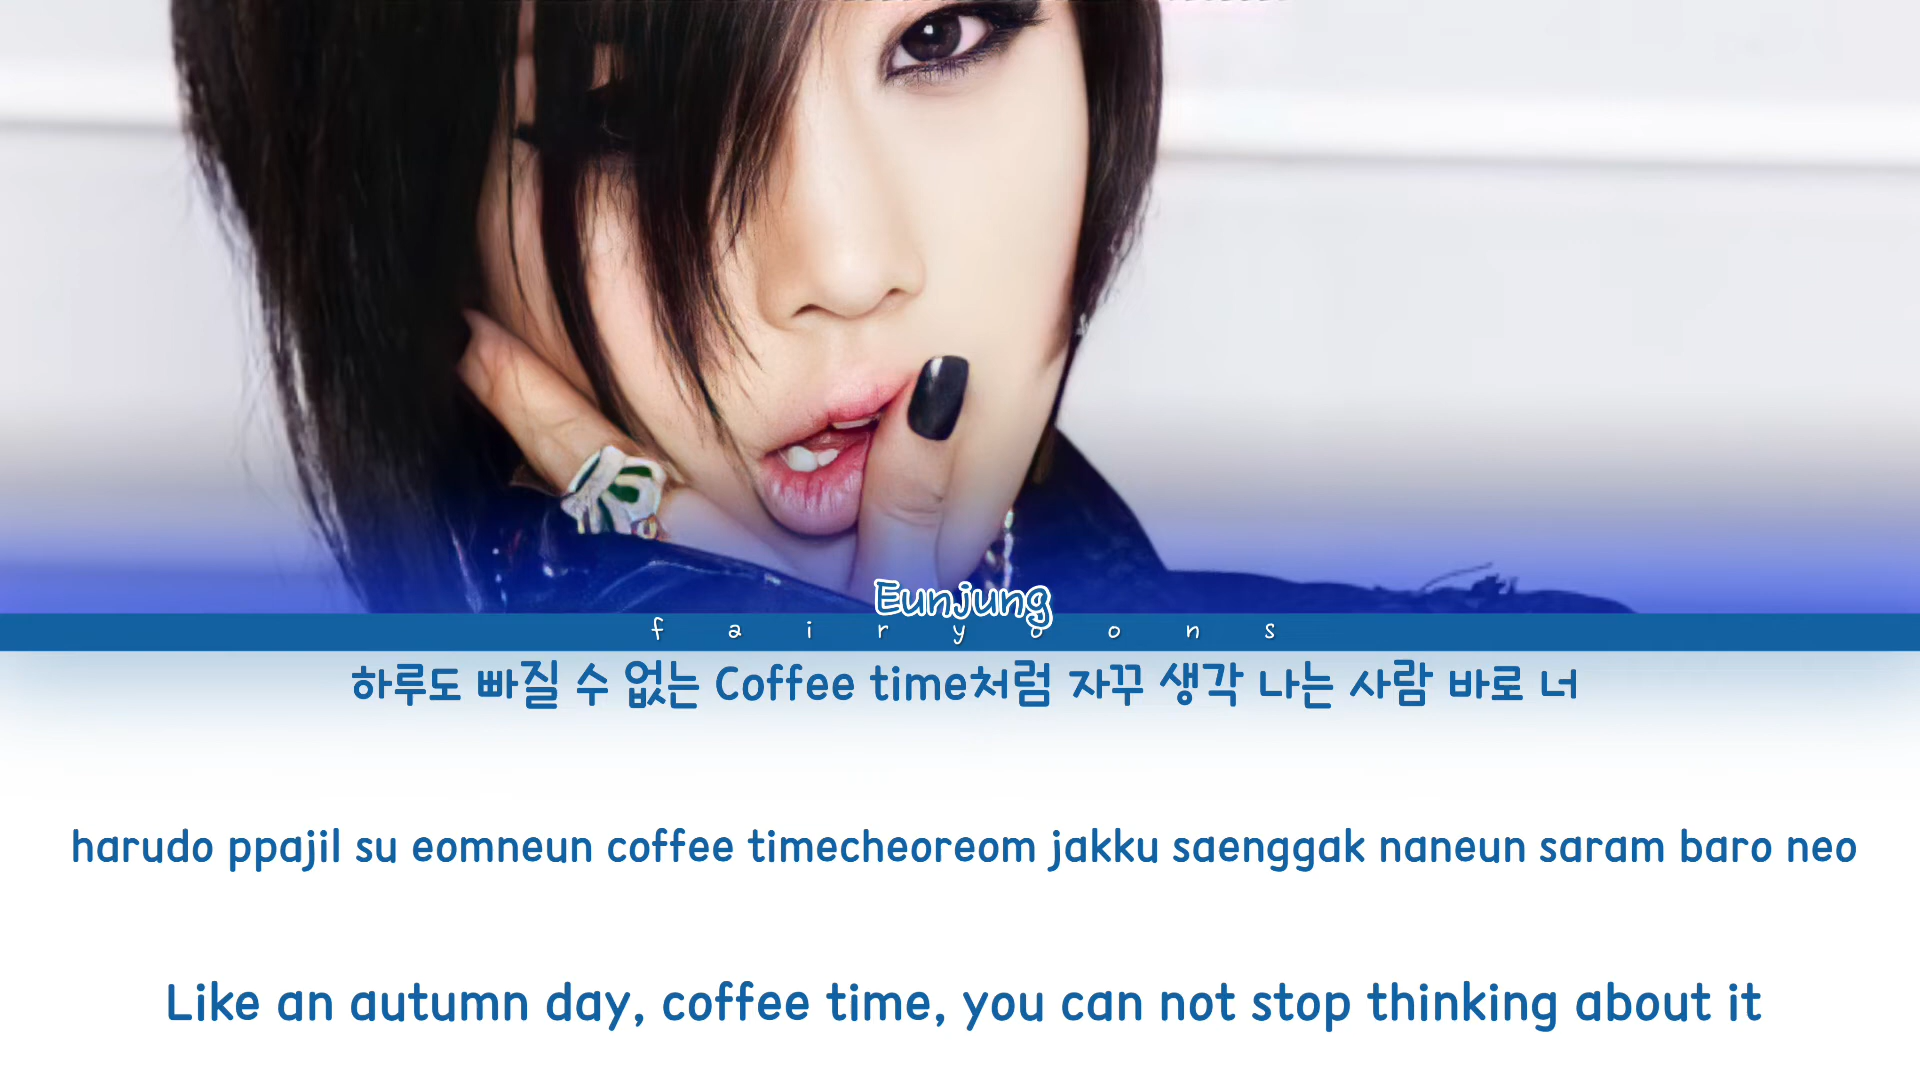 Eunjung
fairyoons
하루도 빠질 수 없는 Coffee time처럼 자꾸 생각 나는 사람 바로 너
harudo ppajil su eomneun coffee timecheoreom jakku saenggak naneun saram baro neo
Like an autumn day, coffee time, you can not stop thinking about it